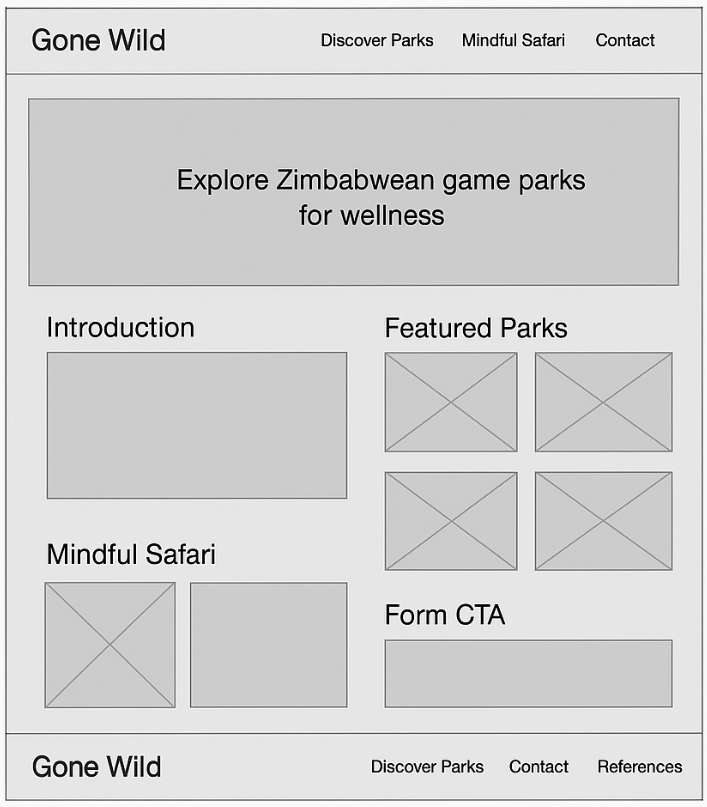 Gone Wild
Discover Parks Mindful Safari Contact
Explore Zimbabwean game parks
for wellness
Introduction
Featured Parks
Mindful Safari
Form CTA
Gone Wild
Discover Parks Contact References